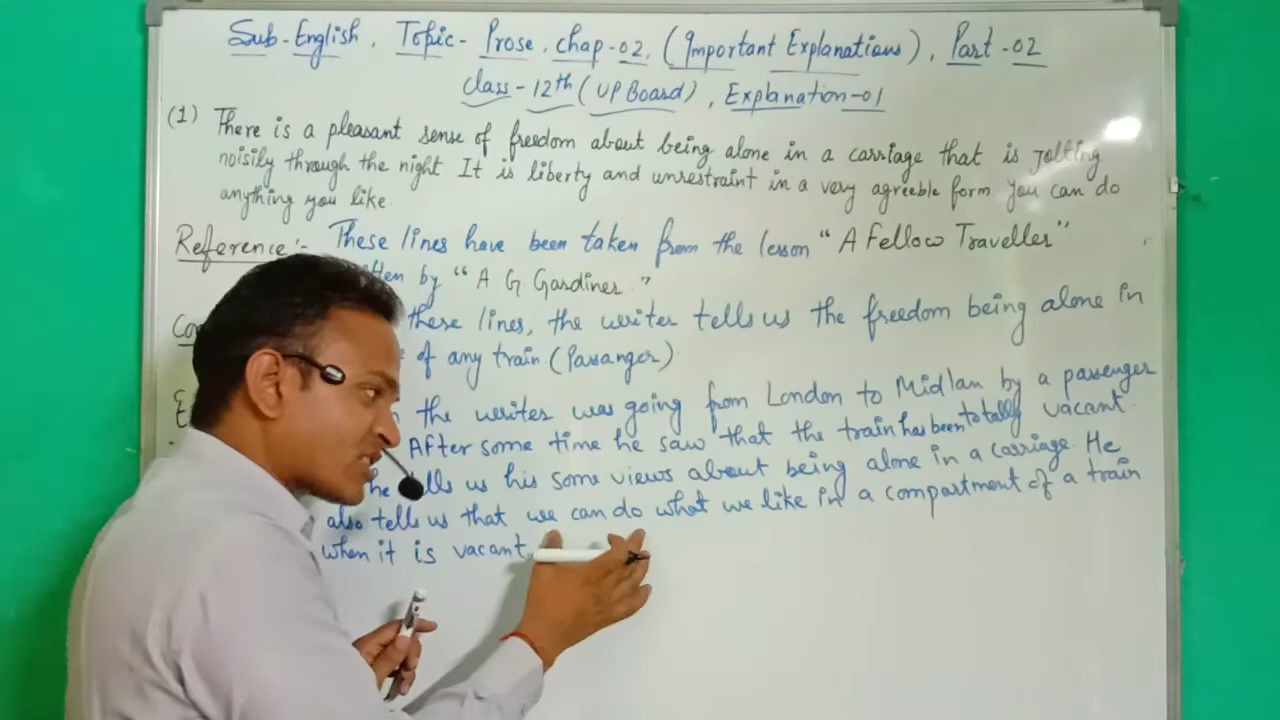 Sub-English, Topic- Prose, chap-02, (Important Explanations), Part-02
Class-12th (UP Board), Explanation-01
(1) There is a pleasant sense of freedom about being alone in a carriage that is jolting
noisily through the night It is liberty and unrestraint in a very agreeable form you can do
anything you like.
Reference:- These lines have been taken from the lesson "A Fellow Traveller"
by "A G Gardiner."
these lines, the writer tells us the freedom being alone in
of any train (Passanger)
the writer was going from London to Midlan by a passenger
After some time he saw that the train has been totally vacant.
he us his some views about being alone in a carriage. He
also tells us that we can do what we like in a compartment of a train
when it is vacant